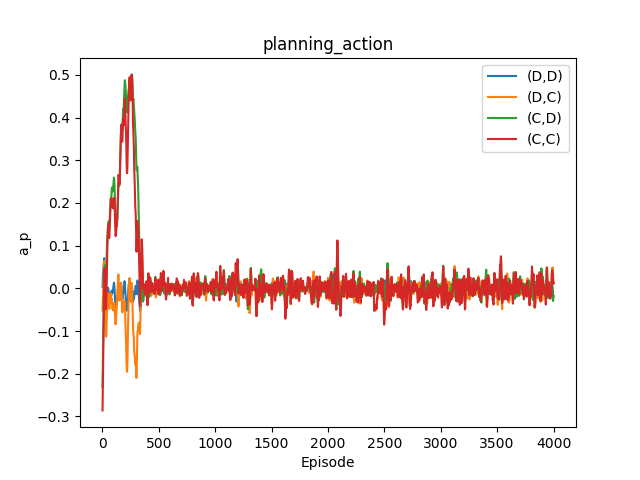 planning_action
0.5
0.4
0.3
0.2
0.1
0.0
−0.1
−0.2
−0.3
a_p
(D,D)
(D,C)
(C,D)
(C,C)
0 500 1000 1500 2000 2500 3000 3500 4000
Episode